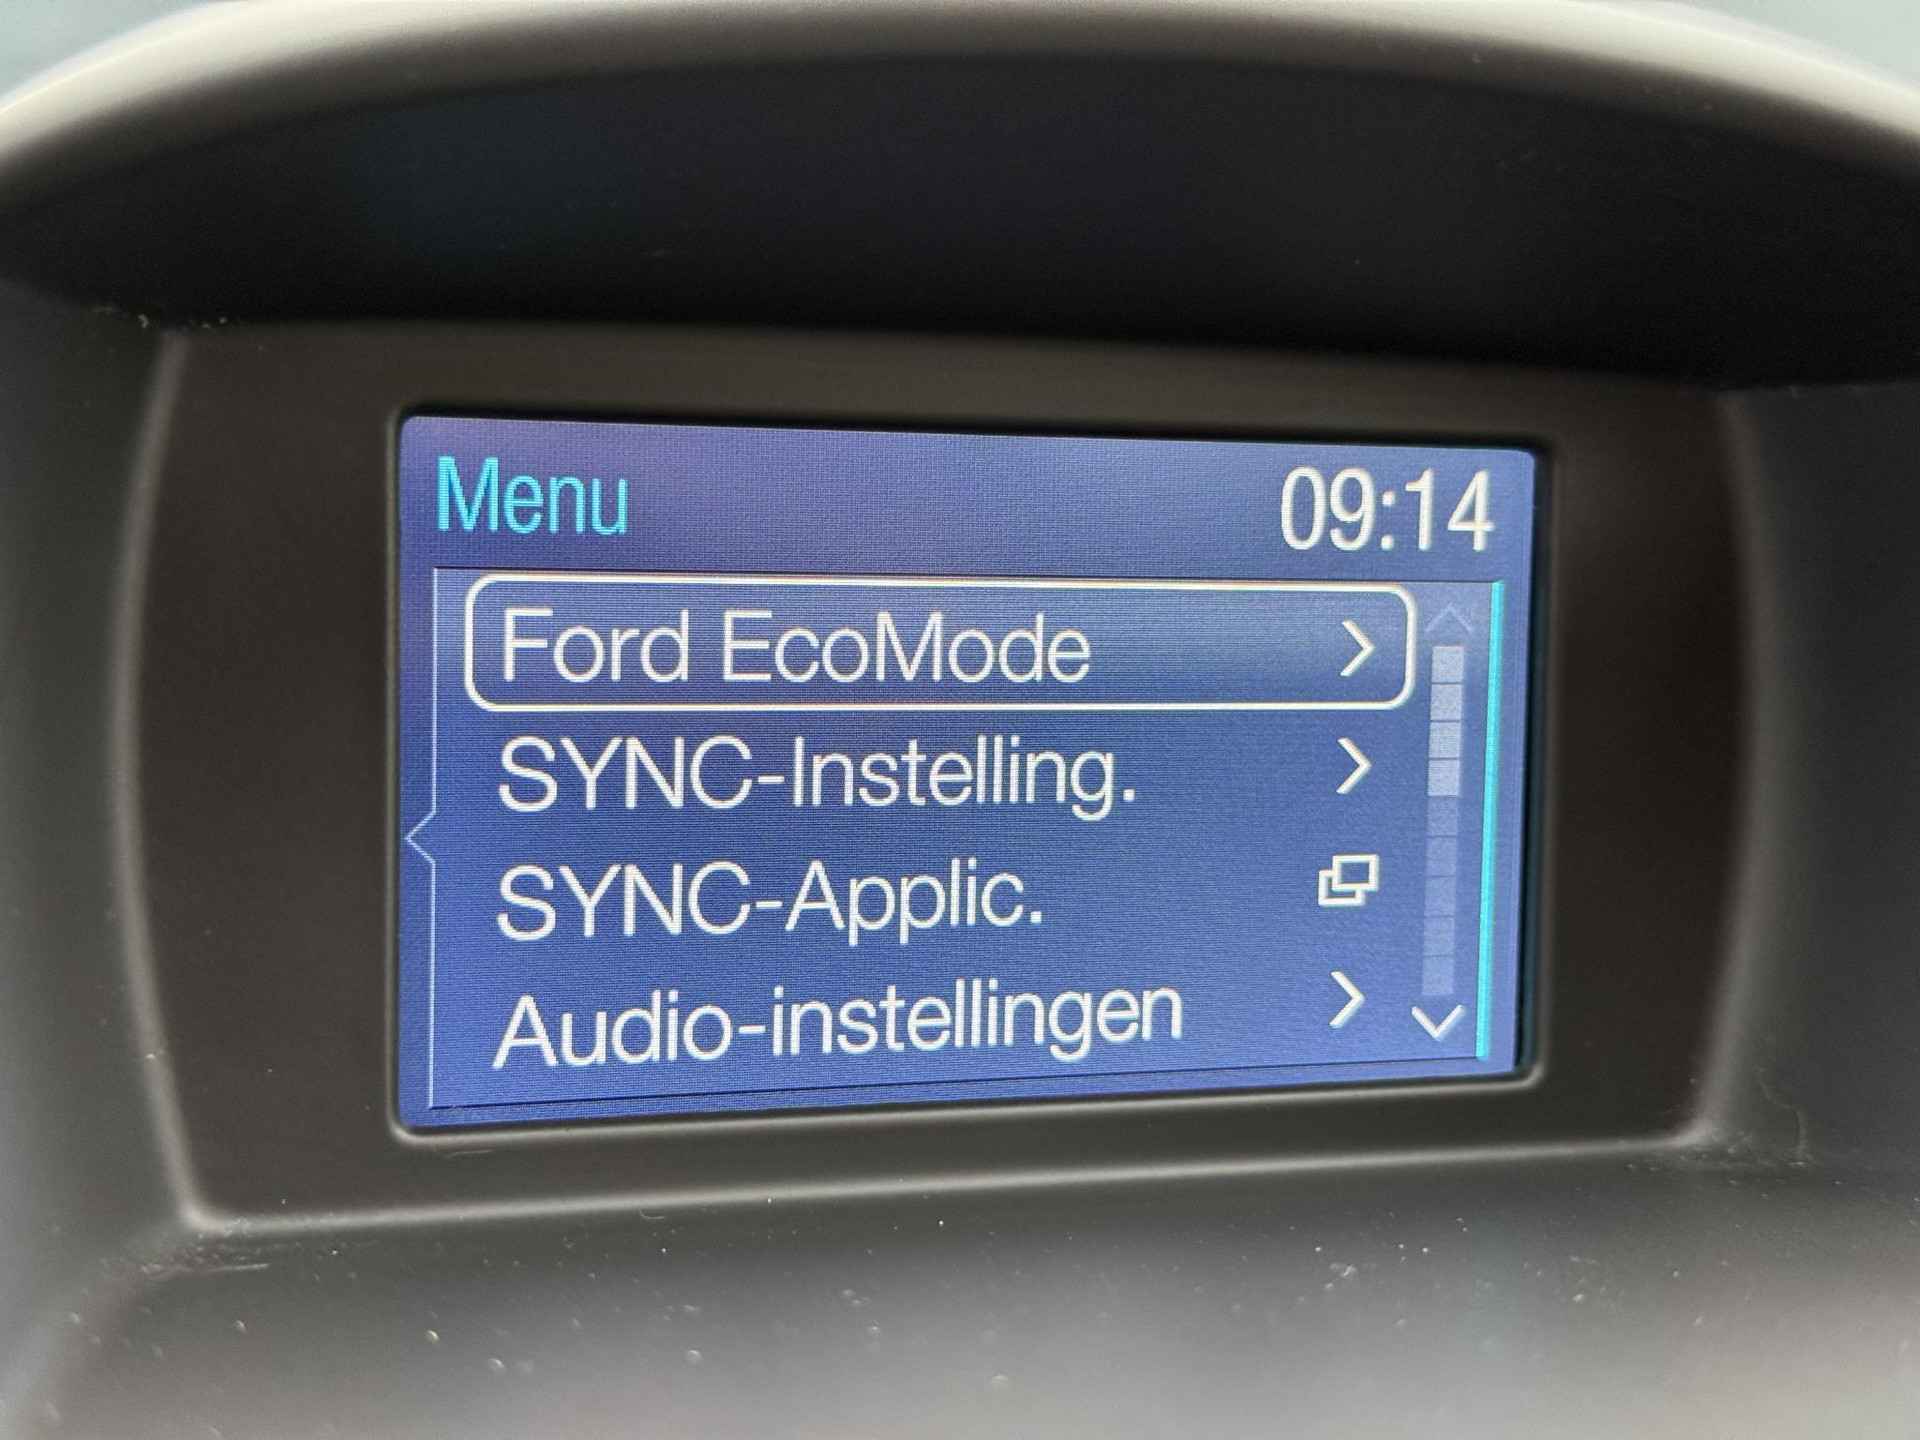 Menu 09:14
Ford EcoMode
SYNC-Instelling.
SYNC-Applic.
Audio-instellingen